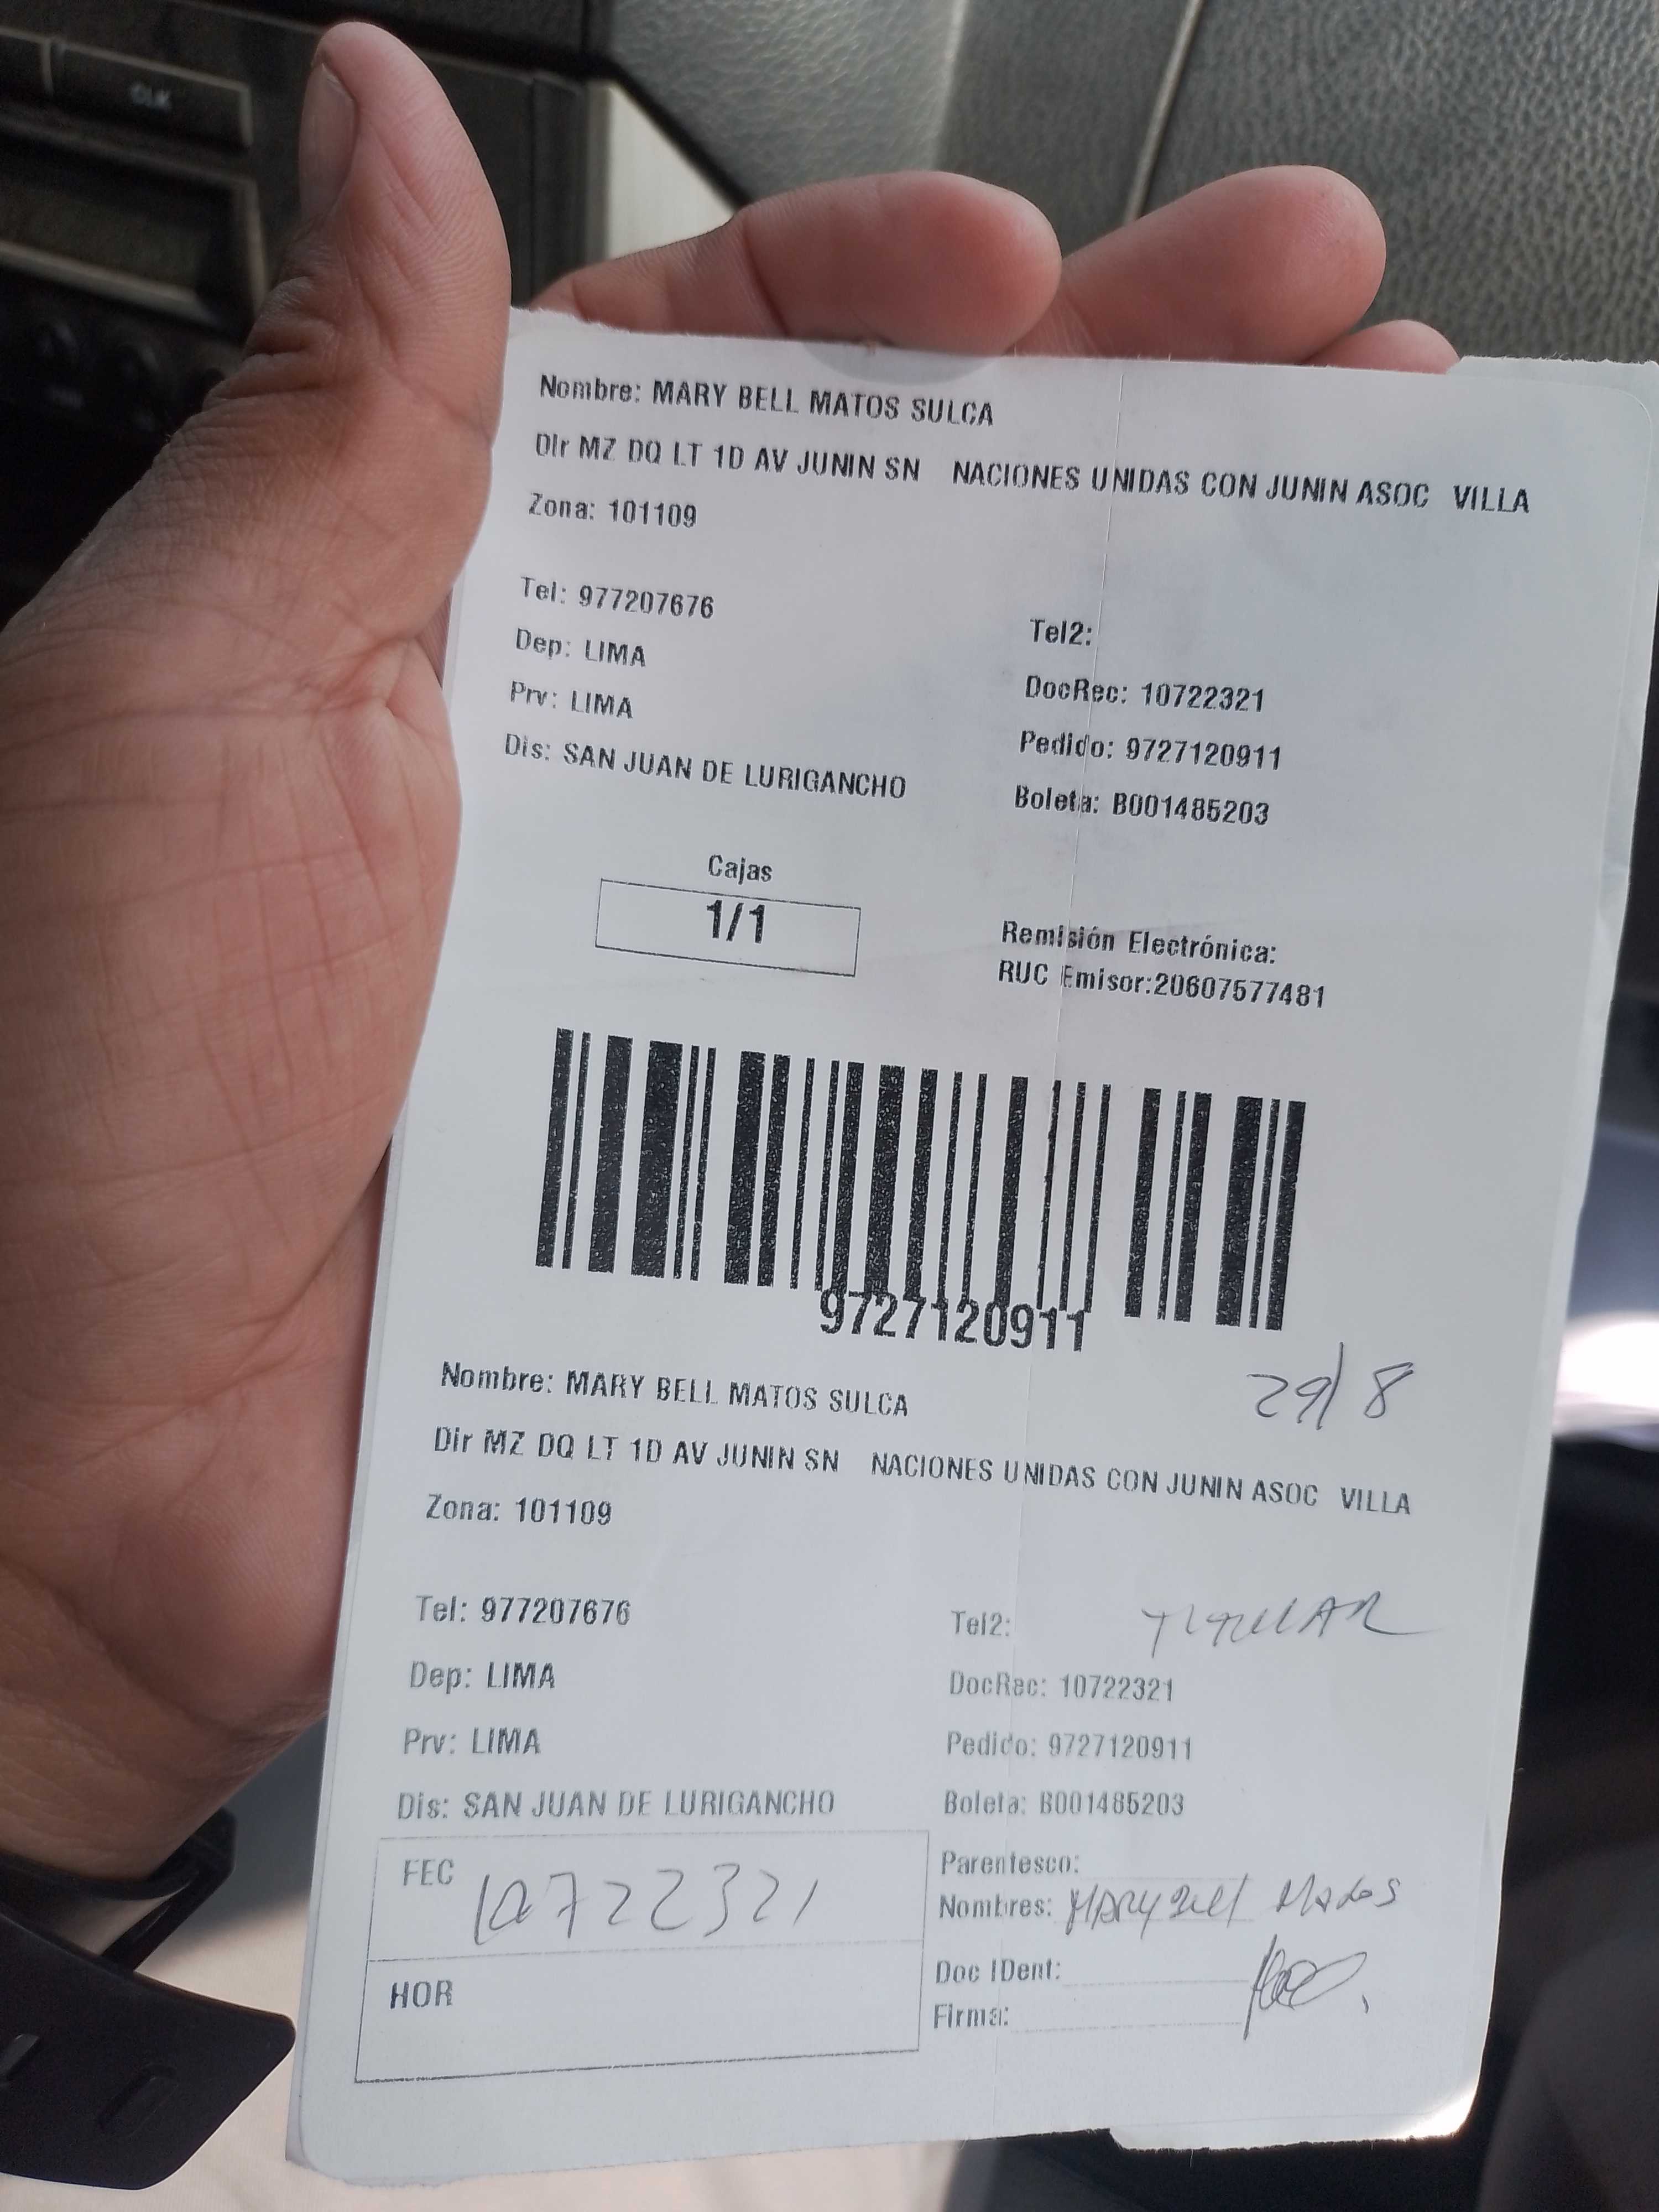 CLK
Nombre: MARY BELL MATOS SULCA
Dir MZ DQ LT 1D AV JUNIN SN NACIONES UNIDAS CON JUNIN ASOC VILLA
Zona: 101109
Tel: 977207676
Tel2:
Dep: LIMA
DocRec: 10722321
Prv: LIMA
Pedido: 9727120911
Dis: SAN JUAN DE LURIGANCHO
Boleta: B001485203
Cajas
1/1
Remisión Electrónica:
RUC Emisor:20607577481
9727120911
29/8
Nombre: MARY BELL MATOS SULCA
Dir MZ DQ LT 1D AV JUNIN SN NACIONES UNIDAS CON JUNIN ASOC VILLA
Zona: 101109
Tel: 977207676
Tel2: TITULAR
Dep: LIMA
DocRec: 10722321
Prv: LIMA
Pedido: 9727120911
Dis: SAN JUAN DE LURIGANCHO
Boleta: B001485203
FEC 10722321
Parentesco:
Nombres: MARY Bell Matos
HOR
Doc IDent:
Firma: